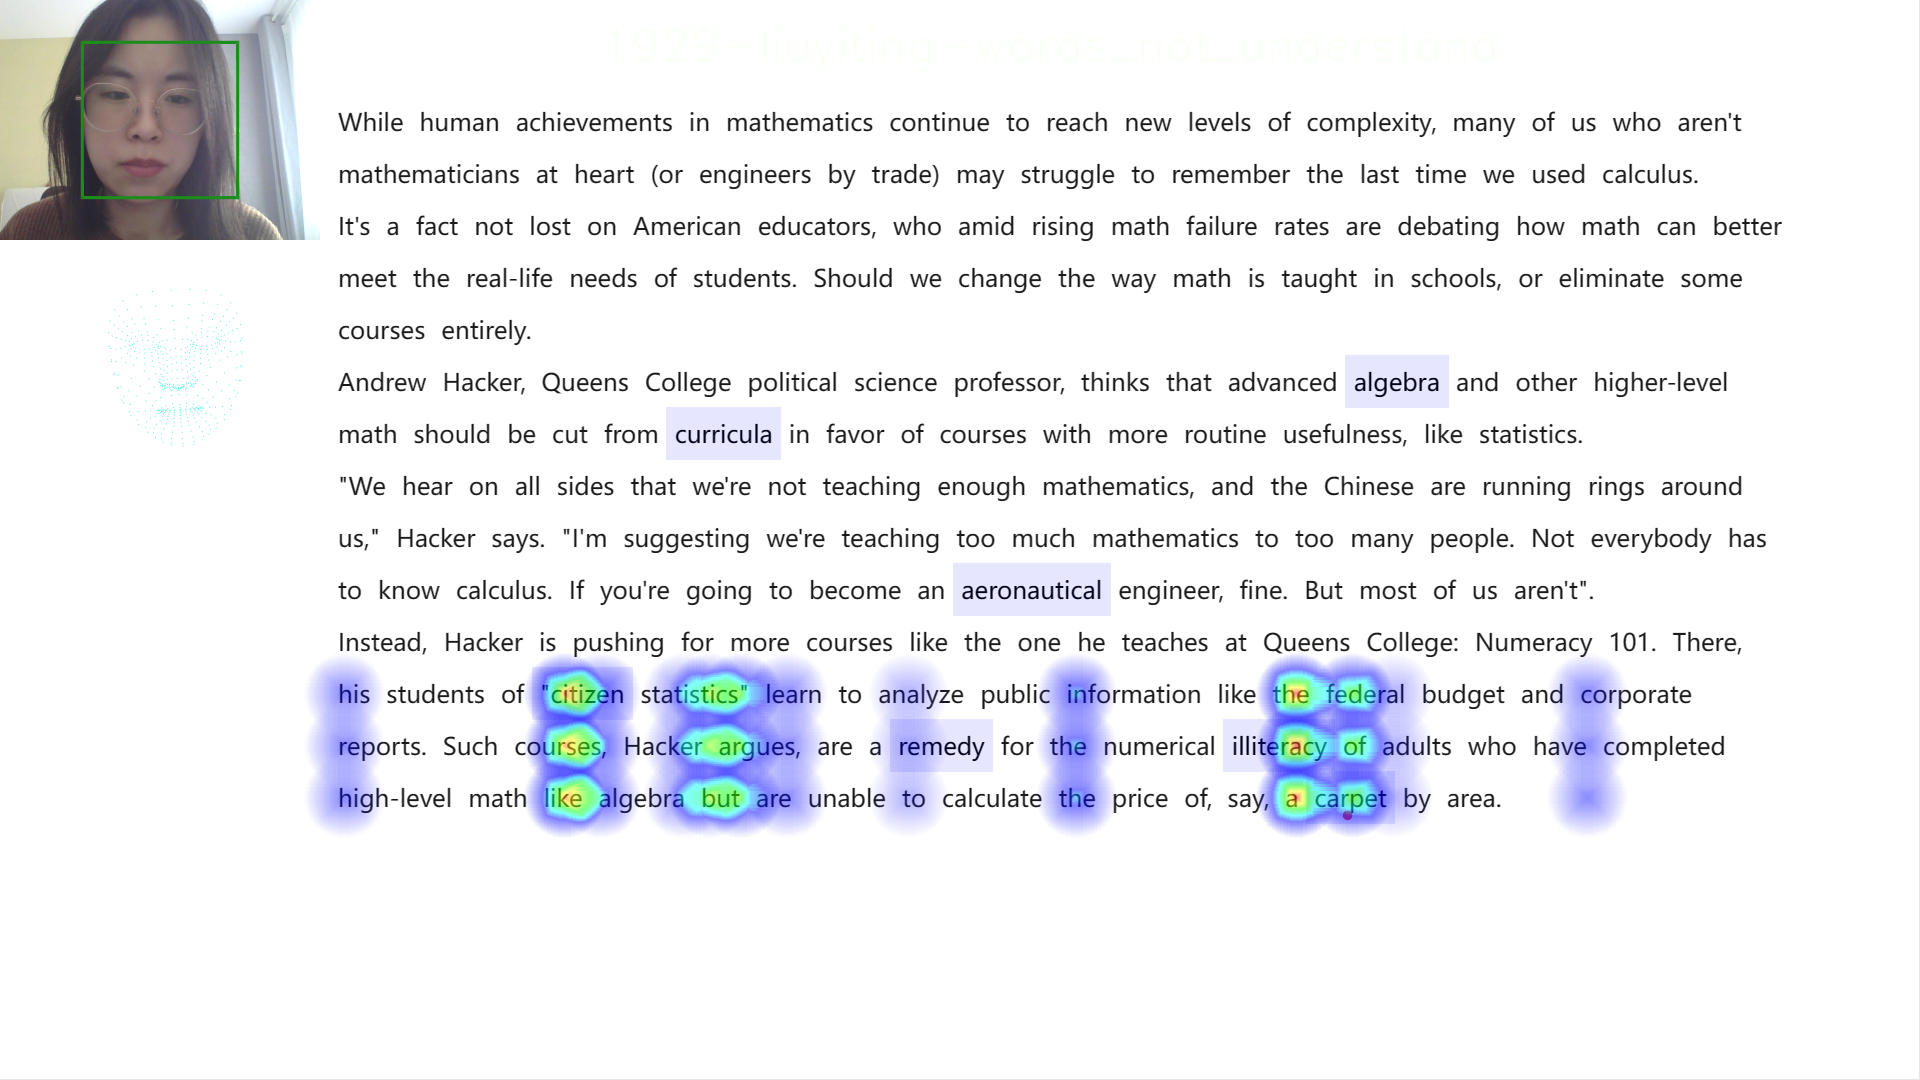 1929-liuyiting-words_not_understand
While human achievements in mathematics continue to reach new levels of complexity, many of us who aren't
mathematicians at heart (or engineers by trade) may struggle to remember the last time we used calculus.
It's a fact not lost on American educators, who amid rising math failure rates are debating how math can better
meet the real-life needs of students. Should we change the way math is taught in schools, or eliminate some
courses entirely.
Andrew Hacker, Queens College political science professor, thinks that advanced algebra and other higher-level
math should be cut from curricula in favor of courses with more routine usefulness, like statistics.
"We hear on all sides that we're not teaching enough mathematics, and the Chinese are running rings around
us," Hacker says. "I'm suggesting we're teaching too much mathematics to too many people. Not everybody has
to know calculus. If you're going to become an aeronautical engineer, fine. But most of us aren't".
Instead, Hacker is pushing for more courses like the one he teaches at Queens College: Numeracy 101. There,
his students of "citizen statistics" learn to analyze public information like the federal budget and corporate
reports. Such courses, Hacker argues, are a remedy for the numerical illiteracy of adults who have completed
high-level math like algebra but are unable to calculate the price of, say, a carpet by area.